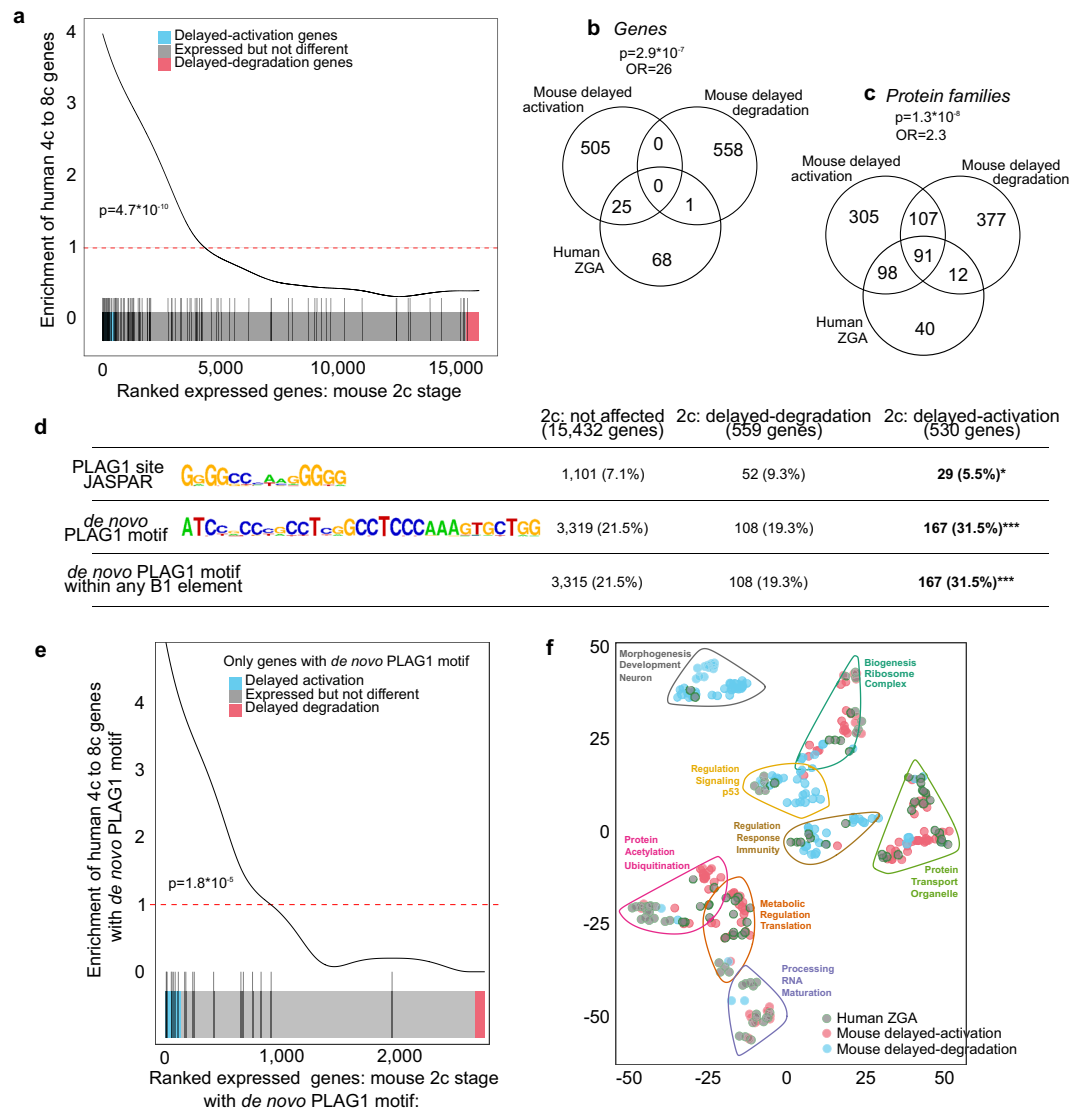 a
Enrichment of human 4c to 8c genes
4
3
2
1
0
Delayed-activation genes
Expressed but not different
Delayed-degradation genes
p=4.7*10-10
0
5,000
10,000
15,000
Ranked expressed genes: mouse 2c stage
b Genes
p=2.9*10-7
OR=26
Mouse delayed
activation
Mouse delayed
degradation
505
0
558
0
25
1
Human
ZGA
68
c Protein families
p=1.3*10-8
OR=2.3
Mouse delayed
activation
Mouse delayed
degradation
305
107
377
91
98
12
Human
ZGA
40
d
2c: not affected 2c: delayed-degradation 2c: delayed-activation
(15,432 genes) (559 genes) (530 genes)
PLAG1 site
JASPAR
GGGGCC AAGGGGG
1,101 (7.1%) 52 (9.3%) 29 (5.5%)*
de novo
PLAG1 motif
ATCCGCCCGCCTCGGCCTCCCAAAGTGCTGG
3,319 (21.5%) 108 (19.3%) 167 (31.5%)***
de novo PLAG1 motif
within any B1 element
3,315 (21.5%) 108 (19.3%) 167 (31.5%)***
e
Enrichment of human 4c to 8c genes
with de novo PLAG1 motif
4
3
2
1
0
Only genes with de novo PLAG1 motif
Delayed activation
Expressed but not different
Delayed degradation
p=1.8*10-5
0
1,000
2,000
Ranked expressed genes: mouse 2c stage
with de novo PLAG1 motif:
f
50
25
0
-25
-50
Morphogenesis
Development
Neuron
Biogenesis
Ribosome
Complex
Regulation
Signaling
p53
Regulation
Response
Immunity
Protein
Acetylation
Ubiquitination
Protein
Transport
Organelle
Metabolic
Regulation
Translation
Processing
RNA
Maturation
Human ZGA
Mouse delayed-activation
Mouse delayed-degradation
-50
-25
0
25
50